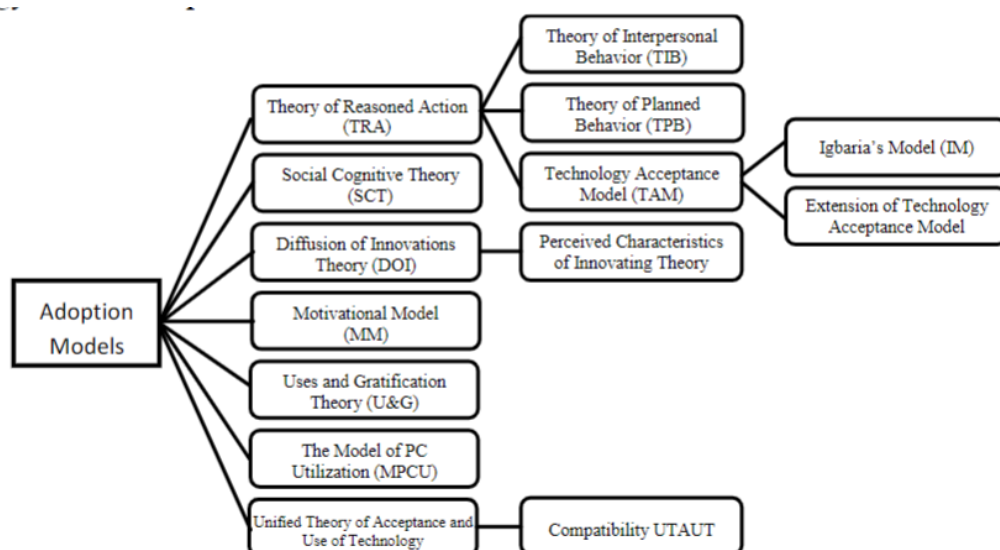 Adoption
Models
Theory of Reasoned Action
(TRA)
Social Cognitive Theory
(SCT)
Diffusion of Innovations
Theory (DOI)
Motivational Model
(MM)
Uses and Gratification
Theory (U&G)
The Model of PC
Utilization (MPCU)
Unified Theory of Acceptance and
Use of Technology
Theory of Interpersonal
Behavior (TIB)
Theory of Planned
Behavior (TPB)
Technology Acceptance
Model (TAM)
Perceived Characteristics
of Innovating Theory
Compatibility UTAUT
Igbaria's Model (IM)
Extension of Technology
Acceptance Model